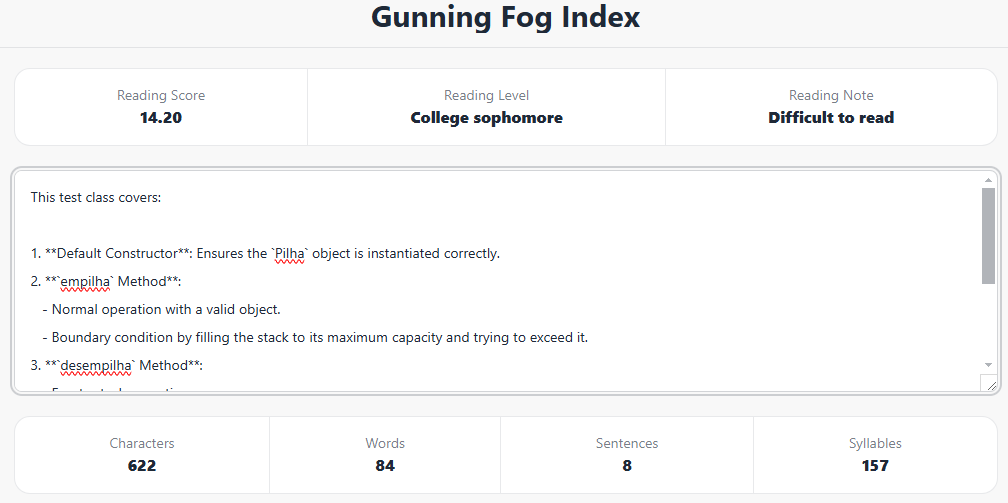 Gunning Fog Index
Reading Score
14.20
Reading Level
College sophomore
Reading Note
Difficult to read
This test class covers:
1. **Default Constructor**: Ensures the `Pilha` object is instantiated correctly.
2. **`empilha` Method**:
- Normal operation with a valid object.
- Boundary condition by filling the stack to its maximum capacity and trying to exceed it.
3. **`desempilha` Method**:
Characters
622
Words
84
Sentences
8
Syllables
157